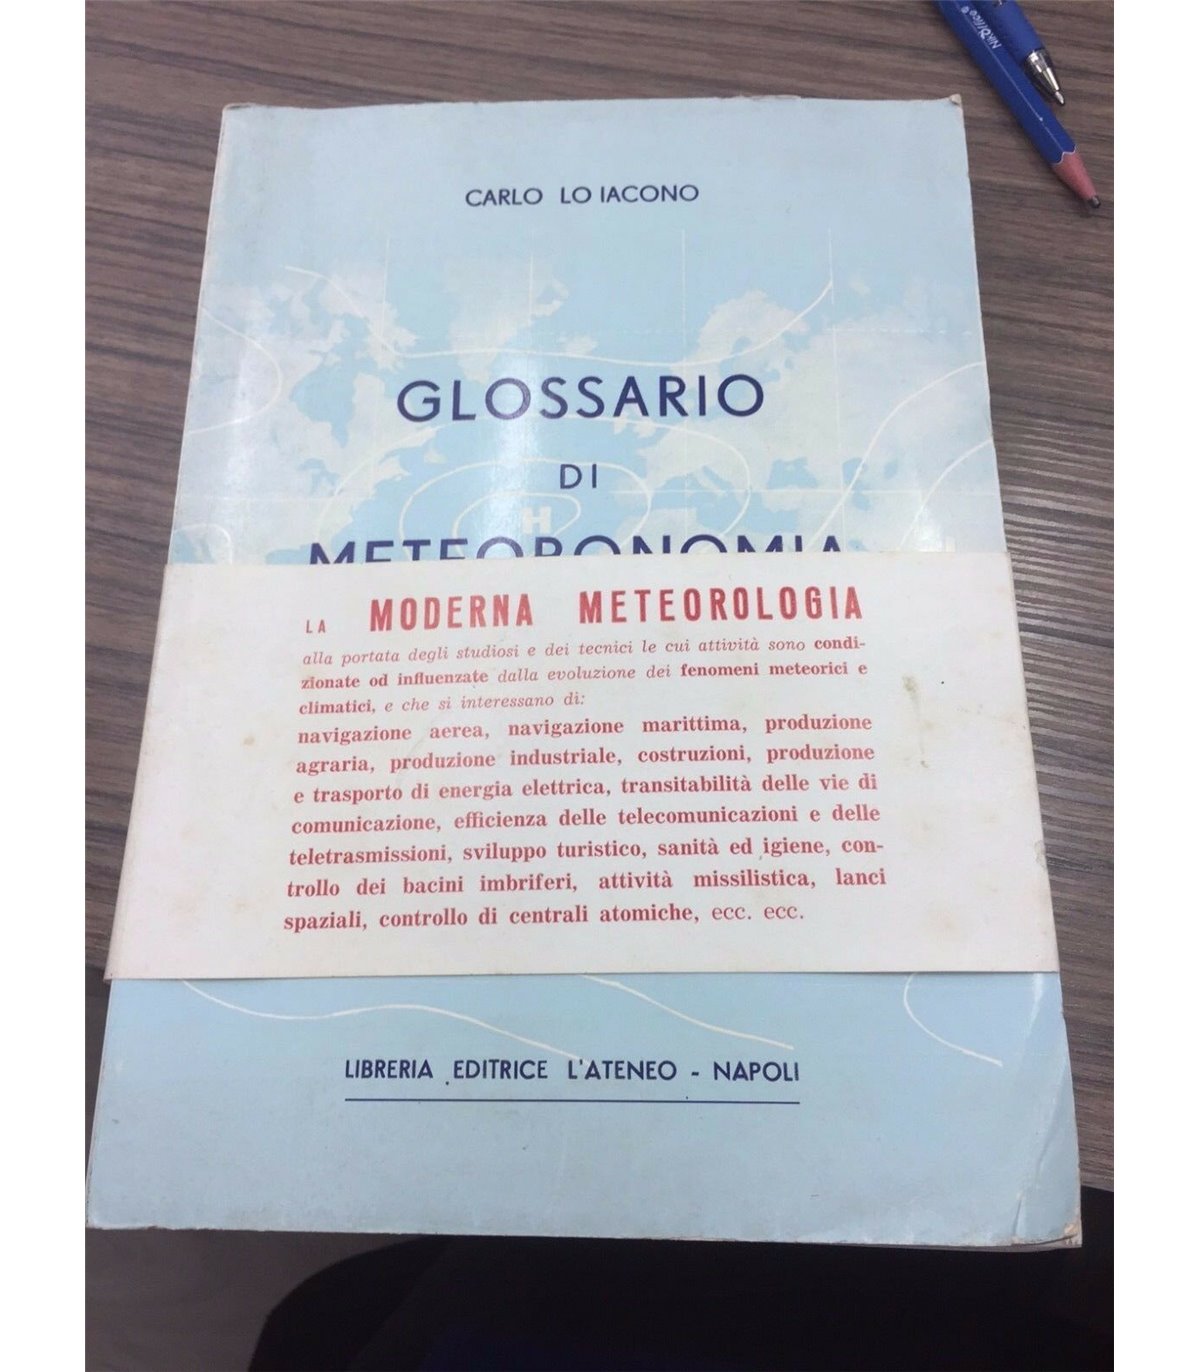 NikOffice
CARLO LO IACONO
GLOSSARIO
DI
H
METEORONOMIA
LA MODERNA METEOROLOGIA
alla portata degli studiosi e dei tecnici le cui attività sono condi-
zionate od influenzate dalla evoluzione dei fenomeni meteorici e
climatici, e che si interessano di:
navigazione aerea, navigazione marittima, produzione
agraria, produzione industriale, costruzioni, produzione
e trasporto di energia elettrica, transitabilità delle vie di
comunicazione, efficienza delle telecomunicazioni e delle
teletrasmissioni, sviluppo turistico, sanità ed igiene, con-
trollo dei bacini imbriferi, attività missilistica, lanci
spaziali, controllo di centrali atomiche, ecc. ecc.
LIBRERIA EDITRICE L'ATENEO - NAPOLI